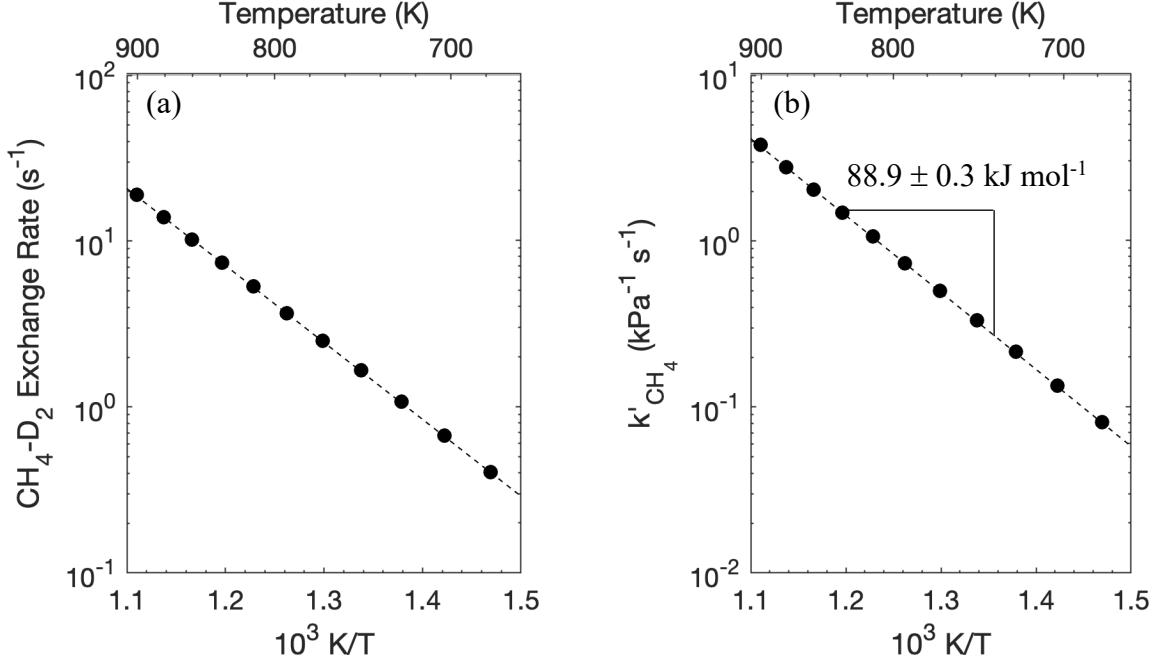 Temperature (K)
900 800 700
(a)
CH4-D2 Exchange Rate (s-1)
10^2
10^1
10^0
10^-1
1.1 1.2 1.3 1.4 1.5
10^3 K/T
Temperature (K)
900 800 700
(b)
88.9 ± 0.3 kJ mol-1
k'CH4 (kPa-1 s-1)
10^1
10^0
10^-1
10^-2
1.1 1.2 1.3 1.4 1.5
10^3 K/T